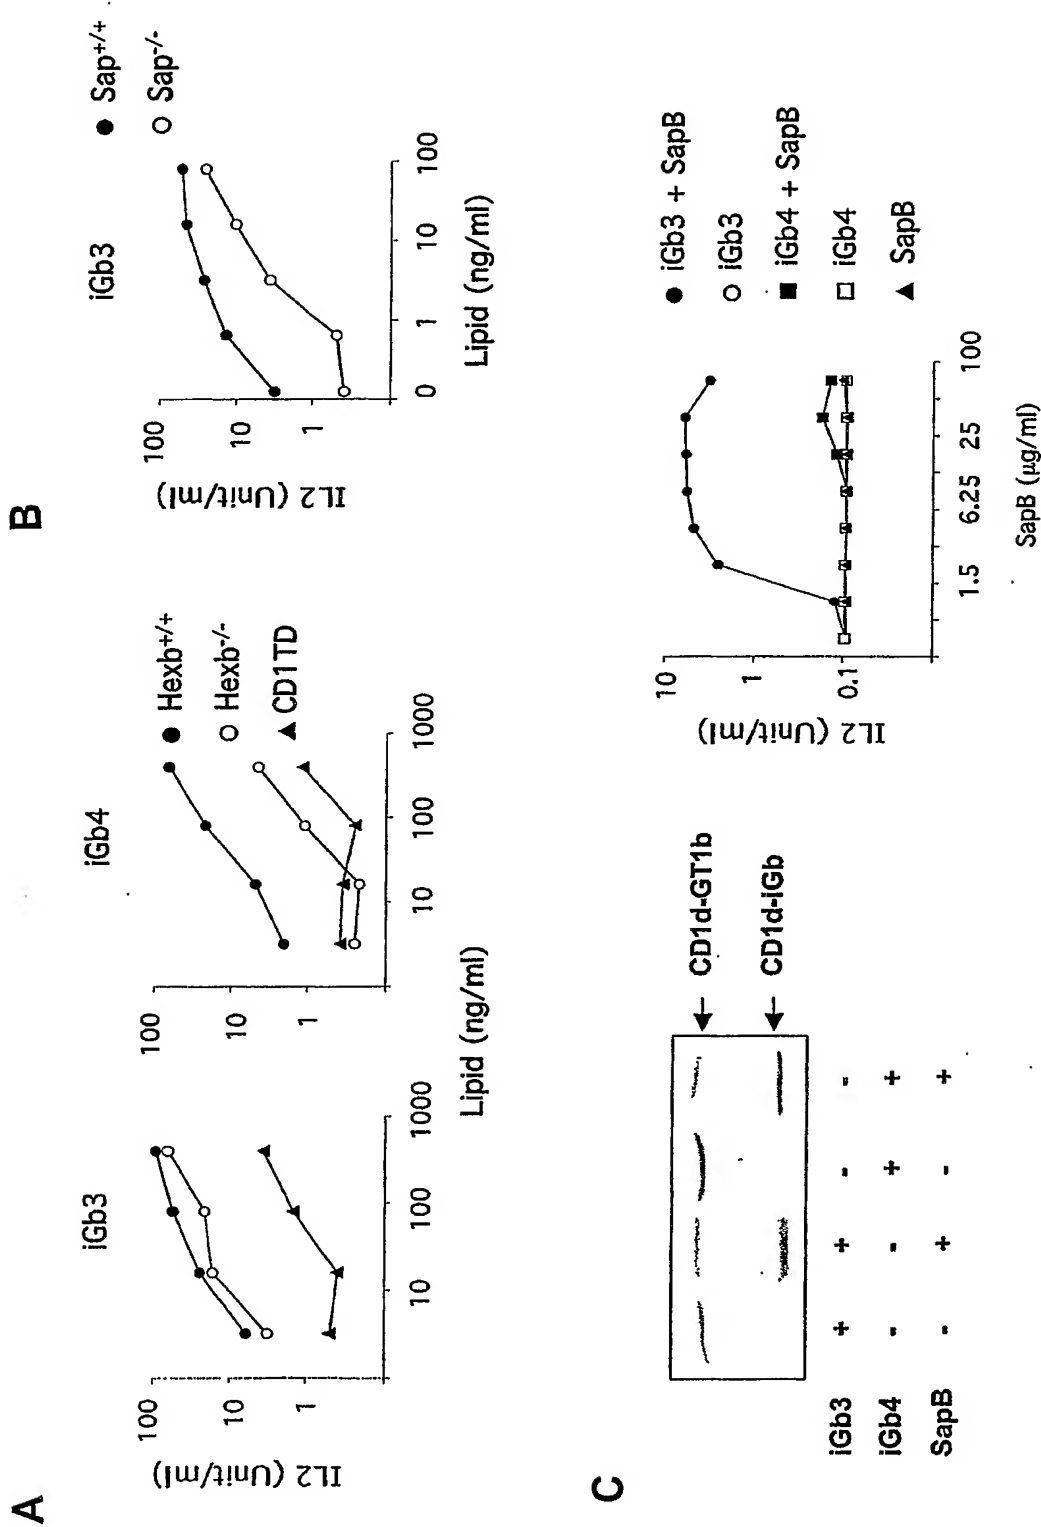 A
iGb3
IL2 (Unit/ml)
100
10
1
10
100
1000
iGb4
100
10
1
10
100
1000
Lipid (ng/ml)
Hexb+/+
Hexb-/-
CD1TD
B
iGb3
IL2 (Unit/ml)
100
10
1
0
1
10
100
Lipid (ng/ml)
Sap+/+
Sap-/-
C
CD1d-GT1b
CD1d-iGb
iGb3 + + - -
iGb4 - - + +
SapB - + - +
IL2 (Unit/ml)
10
1
0.1
1.5
6.25
25
100
SapB (µg/ml)
iGb3 + SapB
iGb3
iGb4 + SapB
iGb4
SapB